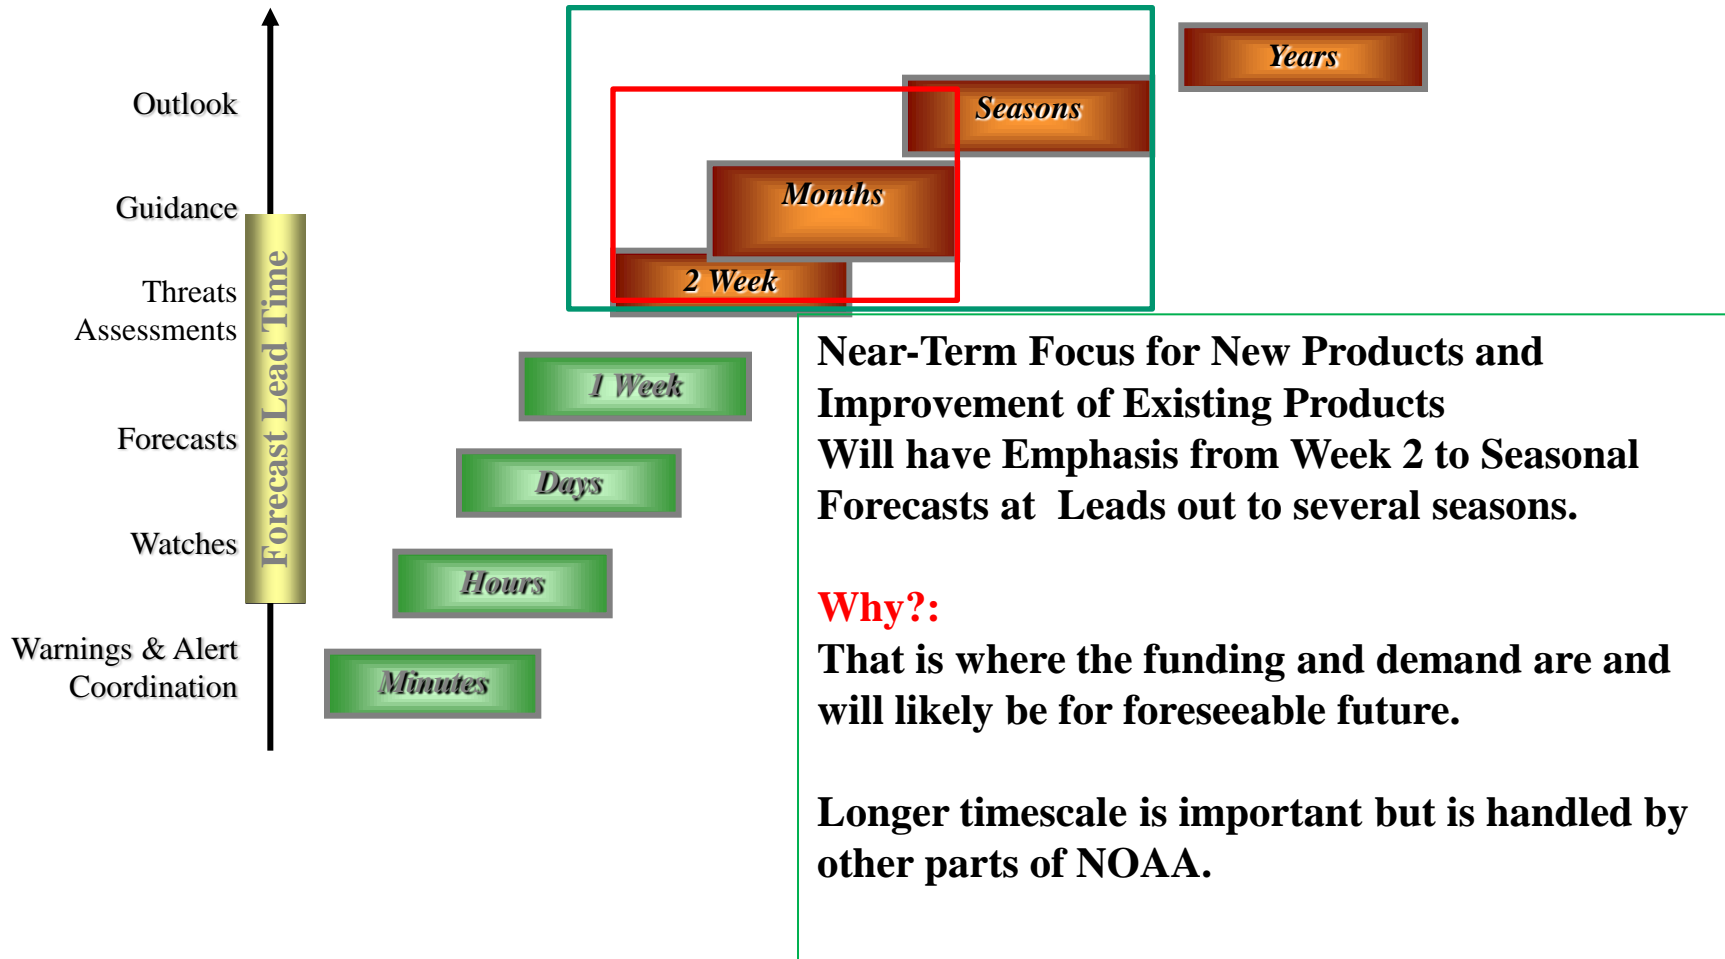 Outlook
Guidance
Threats
Assessments
Forecasts
Watches
Warnings & Alert
Coordination
Forecast Lead Time
Years
Seasons
Months
2 Week
1 Week
Days
Hours
Minutes
Near-Term Focus for New Products and
Improvement of Existing Products
Will have Emphasis from Week 2 to Seasonal
Forecasts at Leads out to several seasons.
Why?:
That is where the funding and demand are and
will likely be for foreseeable future.
Longer timescale is important but is handled by
other parts of NOAA.